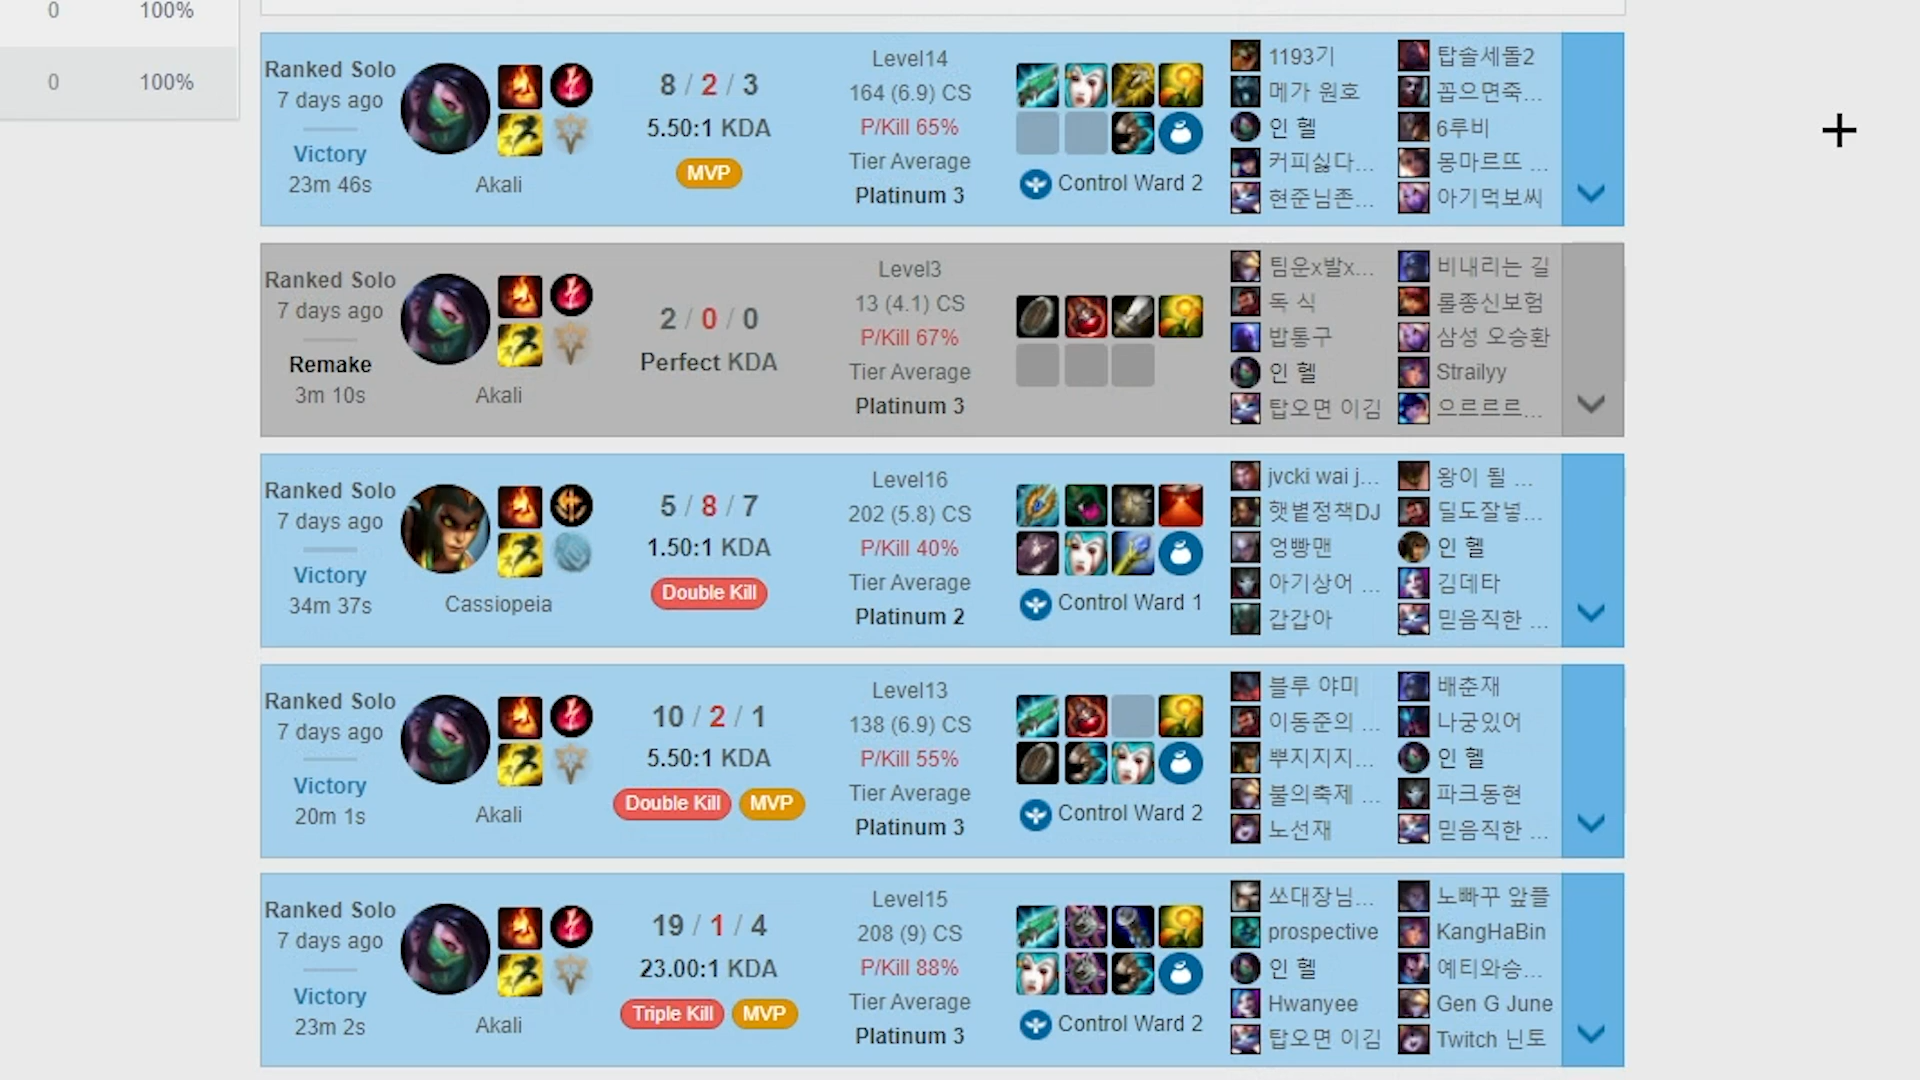 0 100%
0 100%
Ranked Solo
7 days ago
Victory
23m 46s
Akali
8 / 2 / 3
5.50:1 KDA
MVP
Level14
164 (6.9) CS
P/Kill 65%
Tier Average
Platinum 3
Control Ward 2
1193기
메가 원호
인 헬
커피싫다...
현준님존...
탑솔세돌2
꼽으면죽...
6루비
몽마르뜨 ...
아기먹보씨
Ranked Solo
7 days ago
Remake
3m 10s
Akali
2 / 0 / 0
Perfect KDA
Level3
13 (4.1) CS
P/Kill 67%
Tier Average
Platinum 3
팀운x발x...
독 식
밥통구
인 헬
탑오면 이김
비내리는 길
롤종신보험
삼성 오승환
Strailyy
으르르르...
Ranked Solo
7 days ago
Victory
34m 37s
Cassiopeia
5 / 8 / 7
1.50:1 KDA
Double Kill
Level16
202 (5.8) CS
P/Kill 40%
Tier Average
Platinum 2
Control Ward 1
jvcki wai j...
햇볕정책DJ
엉빵맨
아기상어 ...
갑갑아
왕이 될 ...
딜도잘넣...
인 헬
김데타
믿음직한 ...
Ranked Solo
7 days ago
Victory
20m 1s
Akali
10 / 2 / 1
5.50:1 KDA
Double Kill MVP
Level13
138 (6.9) CS
P/Kill 55%
Tier Average
Platinum 3
Control Ward 2
블루 야미
이동준의 ...
뿌지지지...
불의축제 ...
노선재
배춘재
나궁있어
인 헬
파크동현
믿음직한 ...
Ranked Solo
7 days ago
Victory
23m 2s
Akali
19 / 1 / 4
23.00:1 KDA
Triple Kill MVP
Level15
208 (9) CS
P/Kill 88%
Tier Average
Platinum 3
Control Ward 2
쏘대장님...
prospective
인 헬
Hwanyee
탑오면 이김
노빠꾸 앞플
KangHaBin
예티와승...
Gen G June
Twitch 닌토